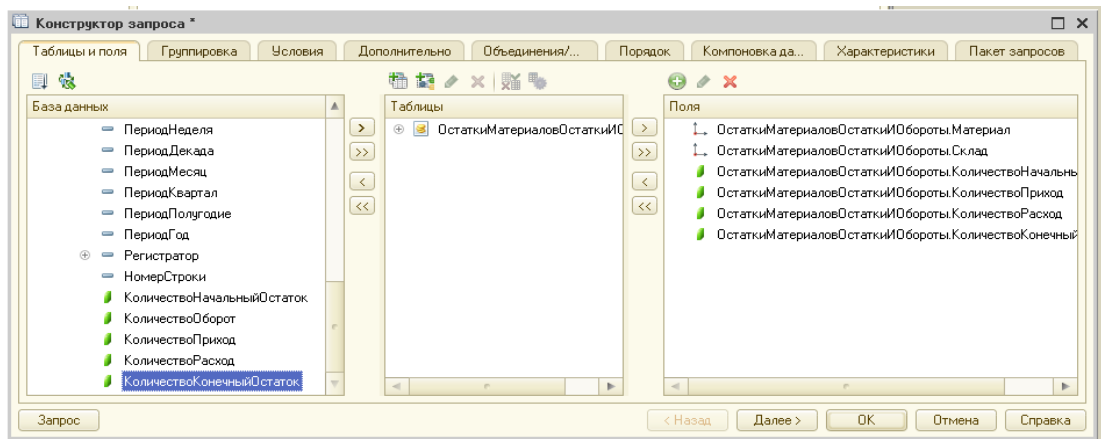 Конструктор запроса *
Таблицы и поля
Группировка
Условия
Дополнительно
Объединения/...
Порядок
Компоновка да...
Характеристики
Пакет запросов
База данных
ПериодНеделя
ПериодДекада
ПериодМесяц
ПериодКвартал
ПериодПолугодие
ПериодГод
Регистратор
НомерСтроки
КоличествоНачальныйОстаток
КоличествоОборот
КоличествоПриход
КоличествоРасход
КоличествоКонечныйОстаток
Таблицы
ОстаткиМатериаловОстаткиИО
>
>>
<
<<
>
>>
<
<<
Поля
ОстаткиМатериаловОстаткиИОбороты.Материал
ОстаткиМатериаловОстаткиИОбороты.Склад
ОстаткиМатериаловОстаткиИОбороты.КоличествоНачальны
ОстаткиМатериаловОстаткиИОбороты.КоличествоПриход
ОстаткиМатериаловОстаткиИОбороты.КоличествоРасход
ОстаткиМатериаловОстаткиИОбороты.КоличествоКонечный
Запрос
< Назад
Далее >
OK
Отмена
Справка